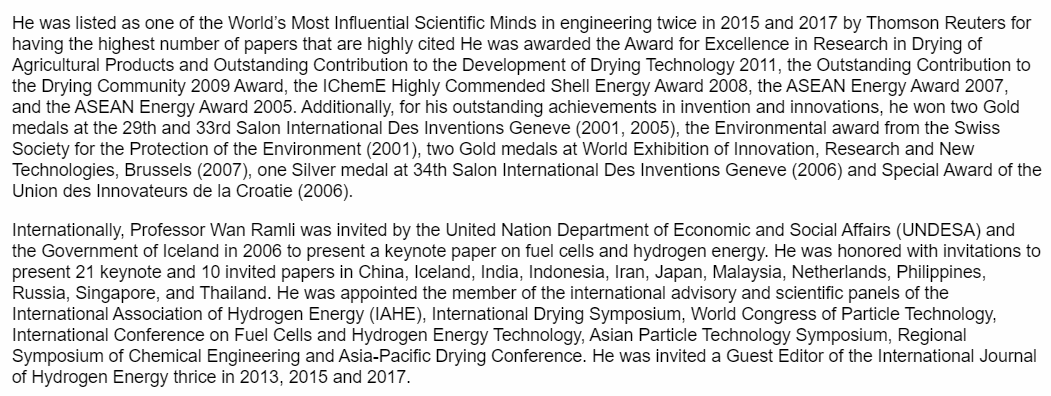 He was listed as one of the World’s Most Influential Scientific Minds in engineering twice in 2015 and 2017 by Thomson Reuters for
having the highest number of papers that are highly cited He was awarded the Award for Excellence in Research in Drying of
Agricultural Products and Outstanding Contribution to the Development of Drying Technology 2011, the Outstanding Contribution to
the Drying Community 2009 Award, the IChemE Highly Commended Shell Energy Award 2008, the ASEAN Energy Award 2007,
and the ASEAN Energy Award 2005. Additionally, for his outstanding achievements in invention and innovations, he won two Gold
medals at the 29th and 33rd Salon International Des Inventions Geneve (2001, 2005), the Environmental award from the Swiss
Society for the Protection of the Environment (2001), two Gold medals at World Exhibition of Innovation, Research and New
Technologies, Brussels (2007), one Silver medal at 34th Salon International Des Inventions Geneve (2006) and Special Award of the
Union des Innovateurs de la Croatie (2006).
Internationally, Professor Wan Ramli was invited by the United Nation Department of Economic and Social Affairs (UNDESA) and
the Government of Iceland in 2006 to present a keynote paper on fuel cells and hydrogen energy. He was honored with invitations to
present 21 keynote and 10 invited papers in China, Iceland, India, Indonesia, Iran, Japan, Malaysia, Netherlands, Philippines,
Russia, Singapore, and Thailand. He was appointed the member of the international advisory and scientific panels of the
International Association of Hydrogen Energy (IAHE), International Drying Symposium, World Congress of Particle Technology,
International Conference on Fuel Cells and Hydrogen Energy Technology, Asian Particle Technology Symposium, Regional
Symposium of Chemical Engineering and Asia-Pacific Drying Conference. He was invited a Guest Editor of the International Journal
of Hydrogen Energy thrice in 2013, 2015 and 2017.